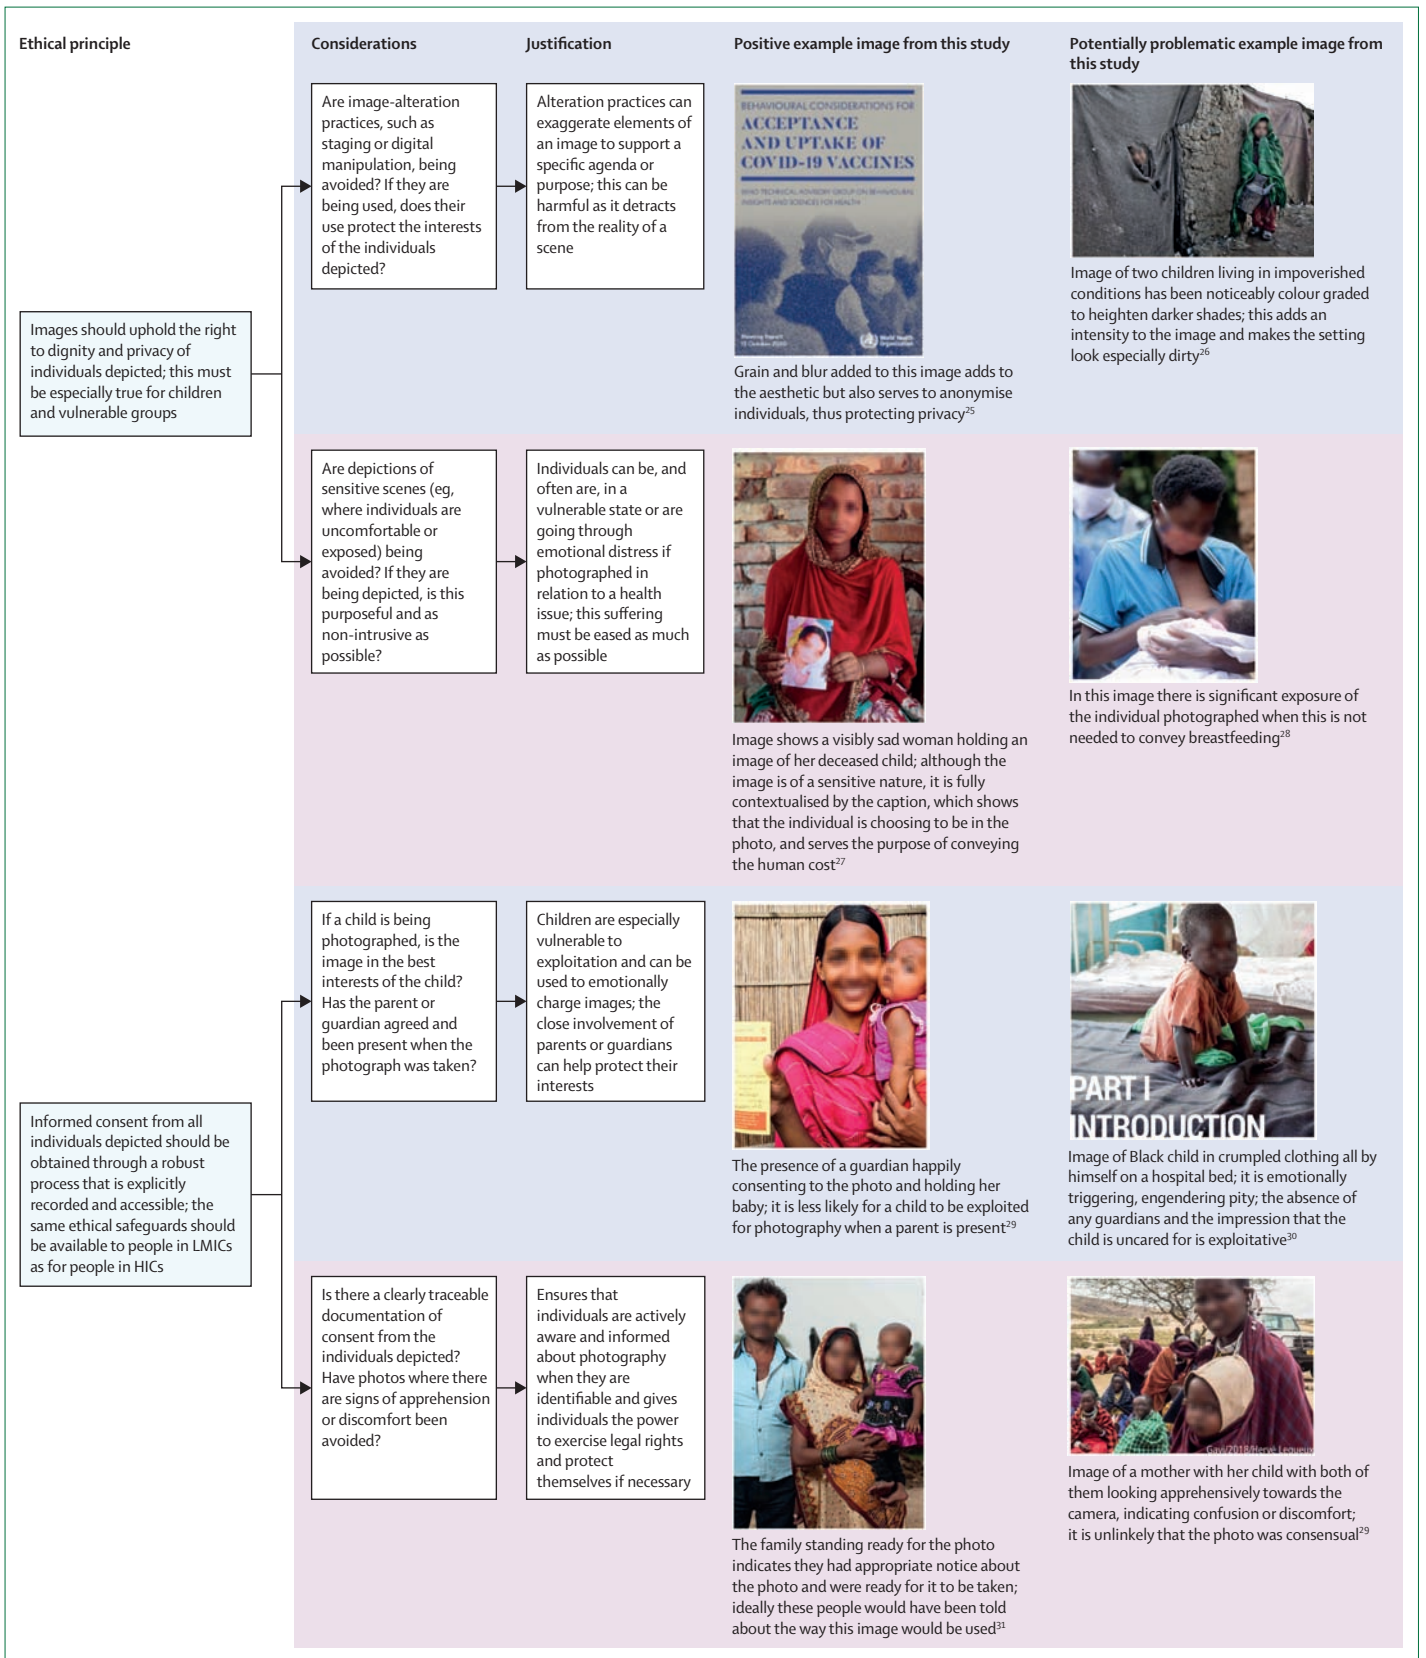 Ethical principle
Considerations
Justification
Positive example image from this study
Potentially problematic example image from
this study
Images should uphold the right
to dignity and privacy of
individuals depicted; this must
be especially true for children
and vulnerable groups
Are image-alteration
practices, such as
staging or digital
manipulation, being
avoided? If they are
being used, does their
use protect the interests
of the individuals
depicted?
Alteration practices can
exaggerate elements of
an image to support a
specific agenda or
purpose; this can be
harmful as it detracts
from the reality of a
scene
BEHAVIOURAL CONSIDERATIONS FOR
ACCEPTANCE
AND UPTAKE OF
COVID-19 VACCINES
WHO TECHNICAL ADVISORY GROUP ON BEHAVIOURAL
INSIGHTS AND SCIENCES FOR HEALTH
Meeting Report
15 October 2020
World Health
Organization
Grain and blur added to this image adds to
the aesthetic but also serves to anonymise
individuals, thus protecting privacy25
Image of two children living in impoverished
conditions has been noticeably colour graded
to heighten darker shades; this adds an
intensity to the image and makes the setting
look especially dirty26
Are depictions of
sensitive scenes (eg,
where individuals are
uncomfortable or
exposed) being
avoided? If they are
being depicted, is this
purposeful and as
non-intrusive as
possible?
Individuals can be, and
often are, in a
vulnerable state or are
going through
emotional distress if
photographed in
relation to a health
issue; this suffering
must be eased as much
as possible
Image shows a visibly sad woman holding an
image of her deceased child; although the
image is of a sensitive nature, it is fully
contextualised by the caption, which shows
that the individual is choosing to be in the
photo, and serves the purpose of conveying
the human cost27
In this image there is significant exposure of
the individual photographed when this is not
needed to convey breastfeeding28
Informed consent from all
individuals depicted should be
obtained through a robust
process that is explicitly
recorded and accessible; the
same ethical safeguards should
be available to people in LMICs
as for people in HICs
If a child is being
photographed, is the
image in the best
interests of the child?
Has the parent or
guardian agreed and
been present when the
photograph was taken?
Children are especially
vulnerable to
exploitation and can be
used to emotionally
charge images; the
close involvement of
parents or guardians
can help protect their
interests
The presence of a guardian happily
consenting to the photo and holding her
baby; it is less likely for a child to be exploited
for photography when a parent is present29
PART I
INTRODUCTION
Image of Black child in crumpled clothing all by
himself on a hospital bed; it is emotionally
triggering, engendering pity; the absence of
any guardians and the impression that the
child is uncared for is exploitative30
Is there a clearly traceable
documentation of
consent from the
individuals depicted?
Have photos where there
are signs of apprehension
or discomfort been
avoided?
Ensures that
individuals are actively
aware and informed
about photography
when they are
identifiable and gives
individuals the power
to exercise legal rights
and protect
themselves if necessary
The family standing ready for the photo
indicates they had appropriate notice about
the photo and were ready for it to be taken;
ideally these people would have been told
about the way this image would be used31
Gavi/2018/Hervé Lequeux
Image of a mother with her child with both of
them looking apprehensively towards the
camera, indicating confusion or discomfort;
it is unlinkely that the photo was consensual29